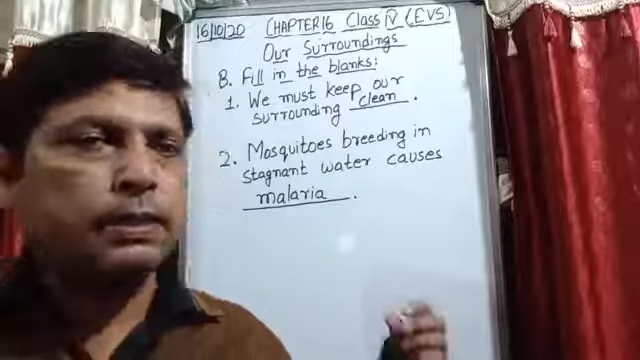 16/10/20 CHAPTER 16 Class IV (EVS)
Our Surroundings
B. Fill in the blanks:
1. We must keep our
surrounding clean.
2. Mosquitoes breeding in
stagnant water causes
malaria.